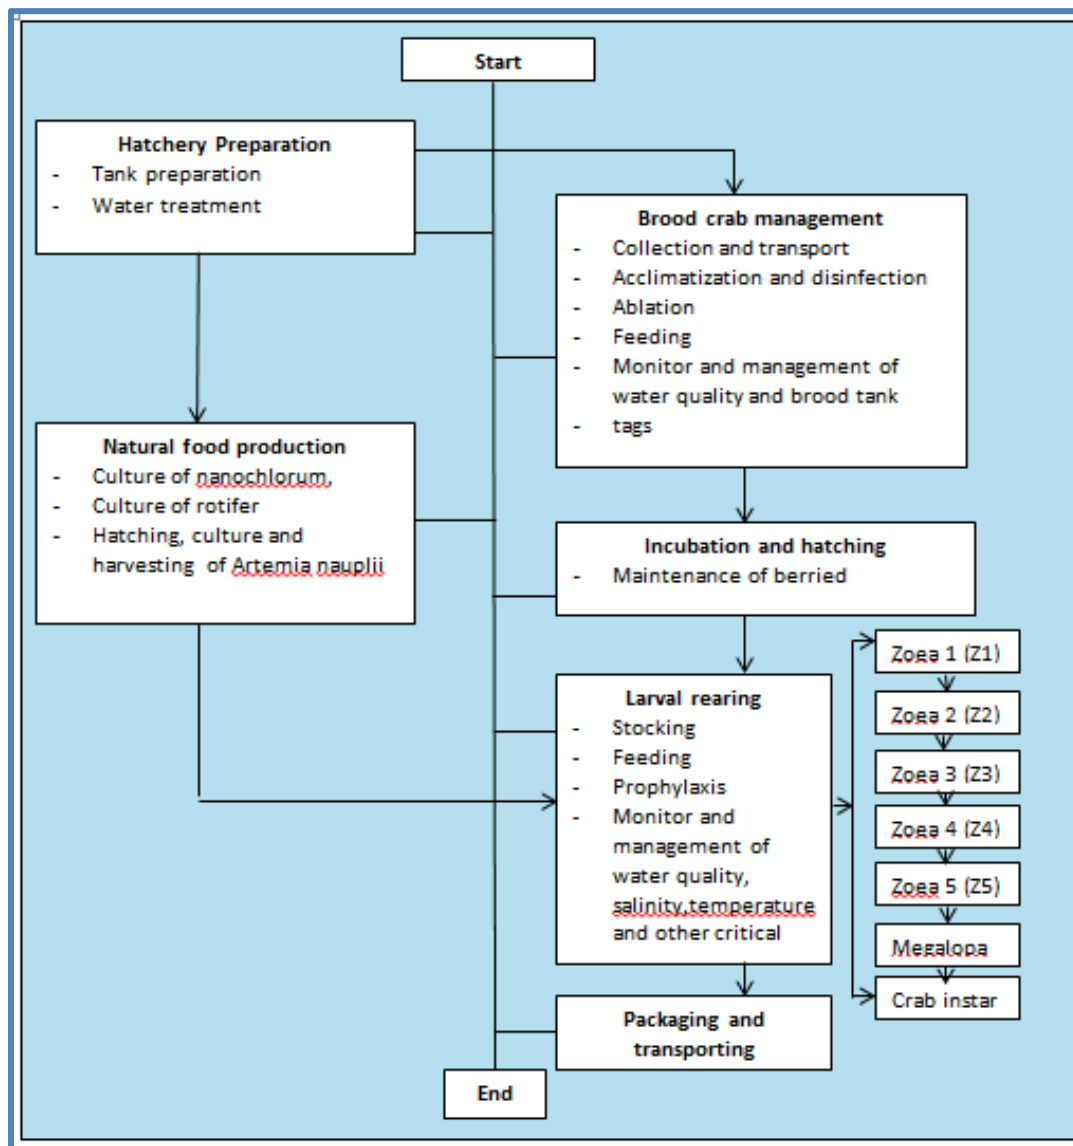 Start
Hatchery Preparation
- Tank preparation
- Water treatment
Brood crab management
- Collection and transport
- Acclimatization and disinfection
- Ablation
- Feeding
- Monitor and management of
water quality and brood tank
- tags
Natural food production
- Culture of nanochlorum,
- Culture of rotifer
- Hatching, culture and
harvesting of Artemia nauplii
Incubation and hatching
- Maintenance of berried
Larval rearing
- Stocking
- Feeding
- Prophylaxis
- Monitor and
management of
water quality,
salinity,temperature
and other critical
Zoea 1 (Z1)
Zoea 2 (Z2)
Zoea 3 (Z3)
Zoea 4 (Z4)
Zoea 5 (Z5)
Megalopa
Crab instar
Packaging and
transporting
End